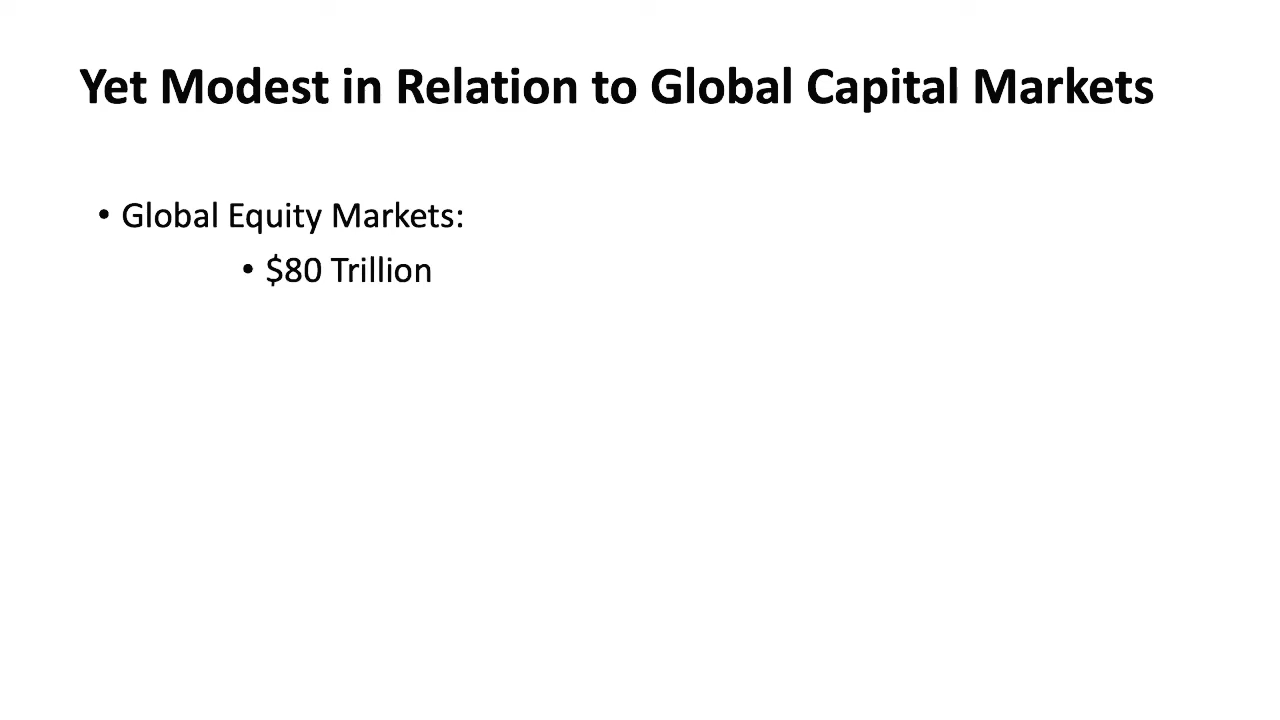 Yet Modest in Relation to Global Capital Markets
• Global Equity Markets:
• $80 Trillion